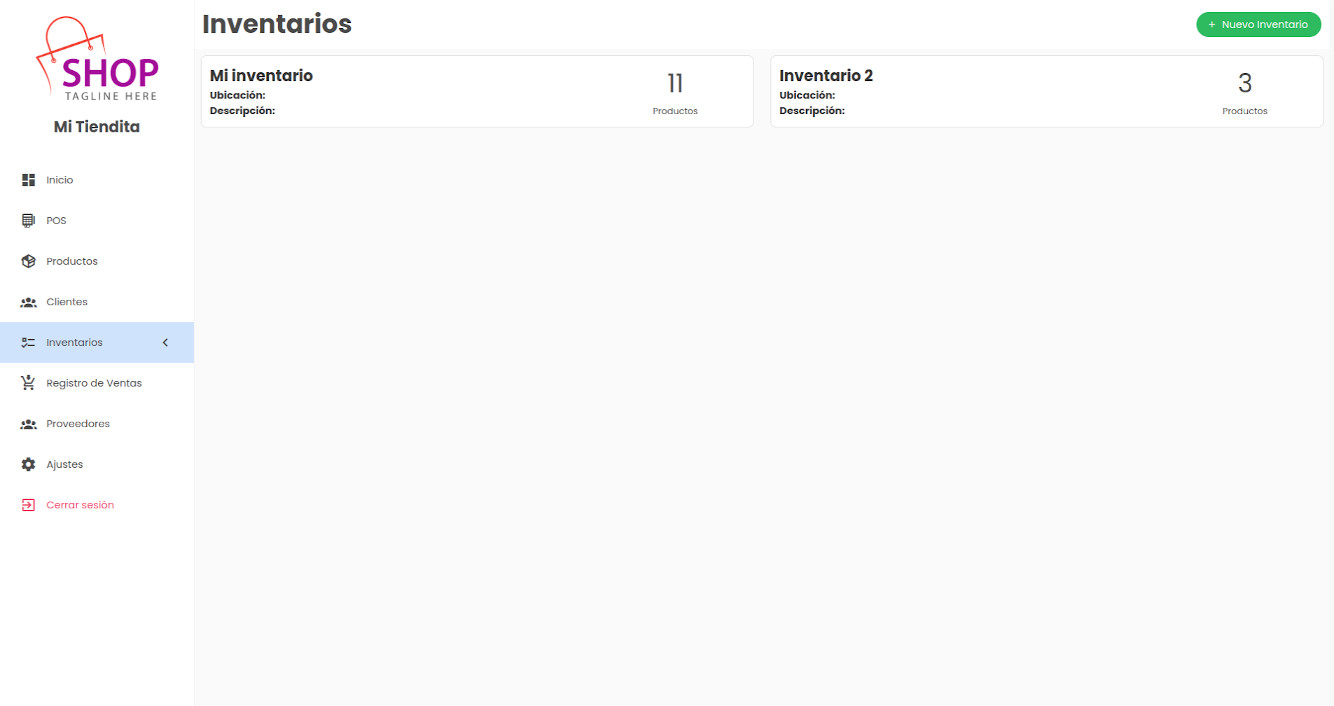 SHOP
TAGLINE HERE
Mi Tiendita
Inicio
POS
Productos
Clientes
Inventarios
Registro de Ventas
Proveedores
Ajustes
Cerrar sesión
Inventarios
+ Nuevo Inventario
Mi inventario
Ubicación:
Descripción:
11
Productos
Inventario 2
Ubicación:
Descripción:
3
Productos